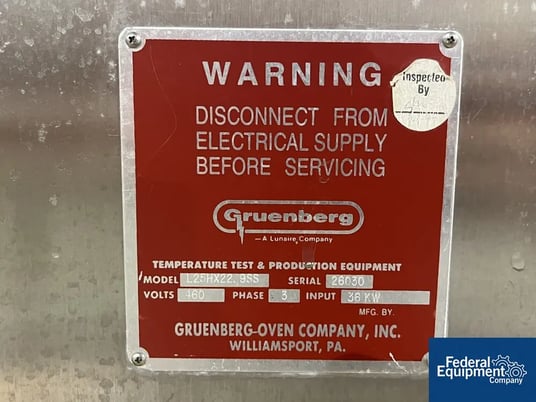 WARNING
Inspected
By
DISCONNECT FROM
ELECTRICAL SUPPLY
BEFORE SERVICING
Gruenberg
— A Lunaire Company
TEMPERATURE TEST & PRODUCTION EQUIPMENT
MODEL L25HX22.9SS SERIAL 26030
VOLTS 460 PHASE 3 INPUT 36 KW
MFG. BY.
GRUENBERG-OVEN COMPANY, INC.
WILLIAMSPORT, PA.
Federal
Equipment
Company